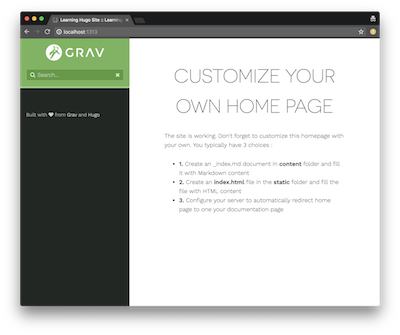 Learning Hugo Site :: Learning
localhost:1313
GRAV
Search...
Built with from Grav and Hugo
CUSTOMIZE YOUR
OWN HOME PAGE
The site is working. Don't forget to customize this homepage
with your own. You typically have 3 choices :
• 1. Create an _index.md document in content folder and fill
it with Markdown content
• 2. Create an index.html file in the static folder and fill the
file with HTML content
• 3. Configure your server to automatically redirect home
page to one your documentation page